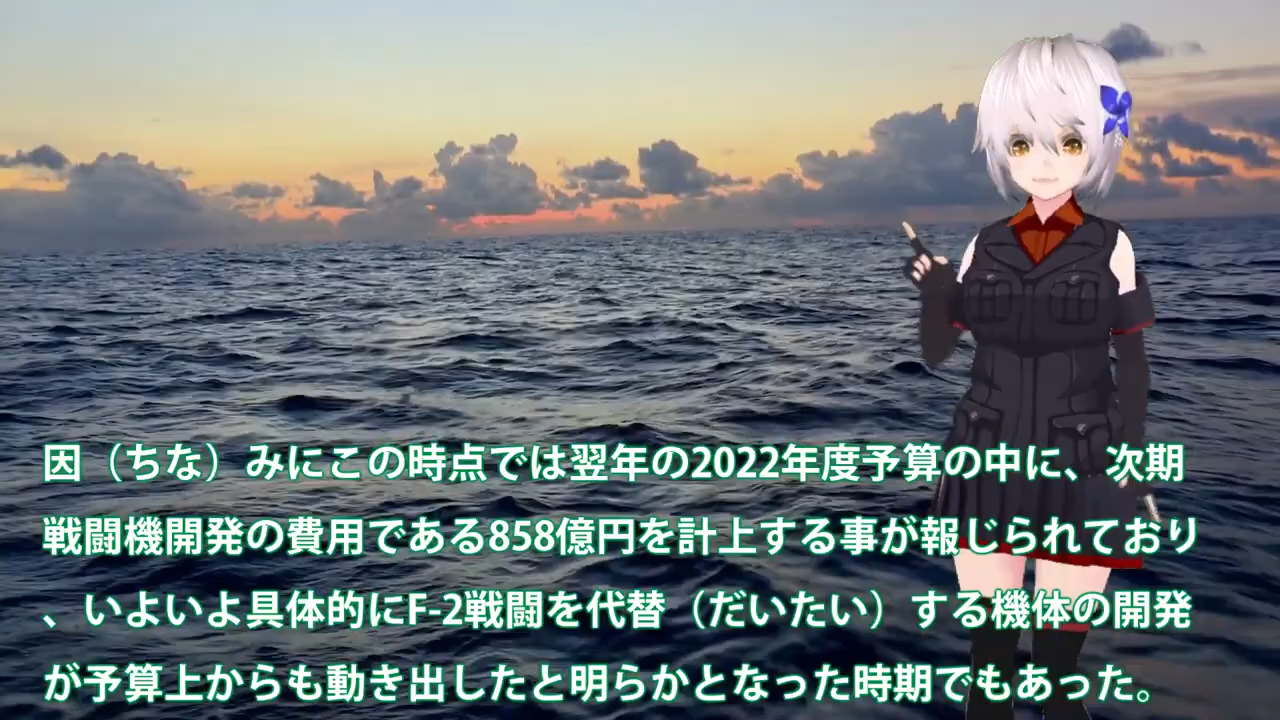 因（ちな）みにこの時点では翌年の2022年度予算の中に、次期
戦闘機開発の費用である858億円を計上する事が報じられており
、いよいよ具体的にF-2戦闘を代替（だいたい）する機体の開発
が予算上からも動き出したと明らかとなった時期でもあった。